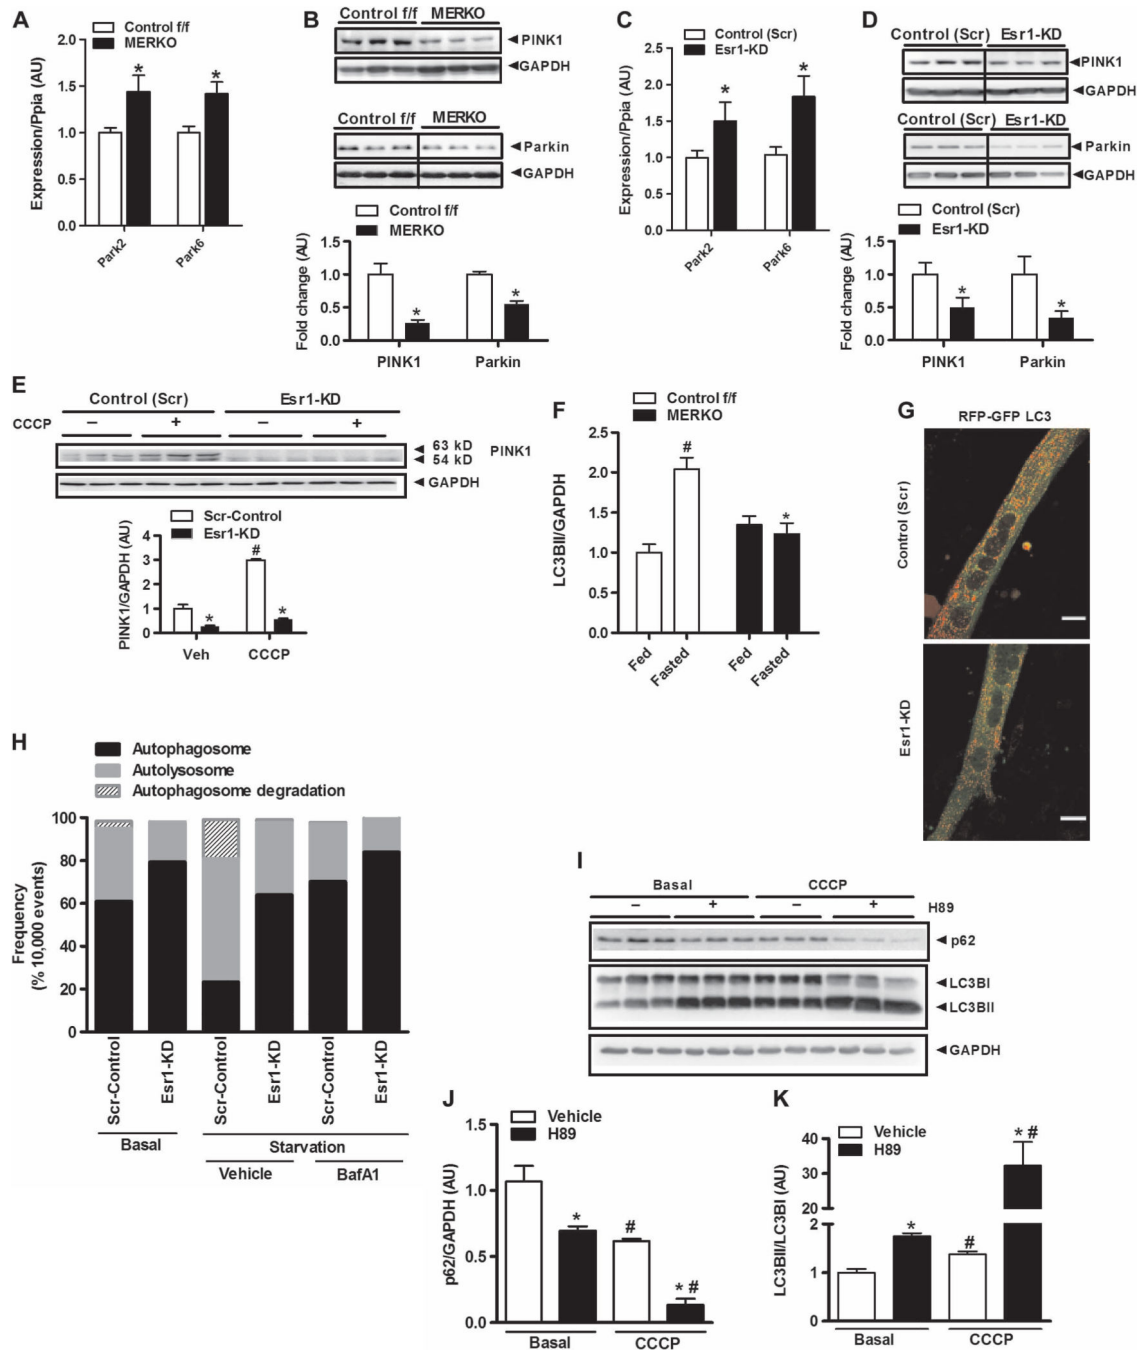 A
Control f/f
MERKO
Expression/Ppia (AU)
2.0
1.5
1.0
0.5
0.0
*
*
Park2
Park6
B
Control f/f MERKO
PINK1
GAPDH
Control f/f MERKO
Parkin
GAPDH
Control f/f
MERKO
Fold change (AU)
1.5
1.0
0.5
0.0
*
*
PINK1 Parkin
C
Control (Scr)
Esr1-KD
Expression/Ppia (AU)
2.5
2.0
1.5
1.0
0.5
0.0
*
*
Park2
Park6
D
Control (Scr) Esr1-KD
PINK1
GAPDH
Control (Scr) Esr1-KD
Parkin
GAPDH
Control (Scr)
Esr1-KD
Fold change (AU)
1.5
1.0
0.5
0.0
*
*
PINK1 Parkin
E
Control (Scr) Esr1-KD
CCCP – + – +
63 kD PINK1
54 kD
GAPDH
Scr-Control
Esr1-KD
PINK1/GAPDH (AU)
4
3
2
1
0
*
#
*
Veh CCCP
F
Control f/f
MERKO
LC3BII/GAPDH
2.5
2.0
1.5
1.0
0.5
0.0
#
*
Fed
Fasted
Fed
Fasted
G
RFP-GFP LC3
Control (Scr)
Esr1-KD
H
Autophagosome
Autolysosome
Autophagosome degradation
Frequency
(% 10,000 events)
100
80
60
40
20
0
Scr-Control
Esr1-KD
Scr-Control
Esr1-KD
Scr-Control
Esr1-KD
Basal
Starvation
Vehicle BafA1
I
Basal CCCP
– + – + H89
p62
LC3BI
LC3BII
GAPDH
J
Vehicle
H89
p62/GAPDH (AU)
1.5
1.0
0.5
0.0
*
#
* #
Basal CCCP
K
Vehicle
H89
LC3BII/LC3BI (AU)
40
30
20
2
1
0
*
#
* #
Basal CCCP